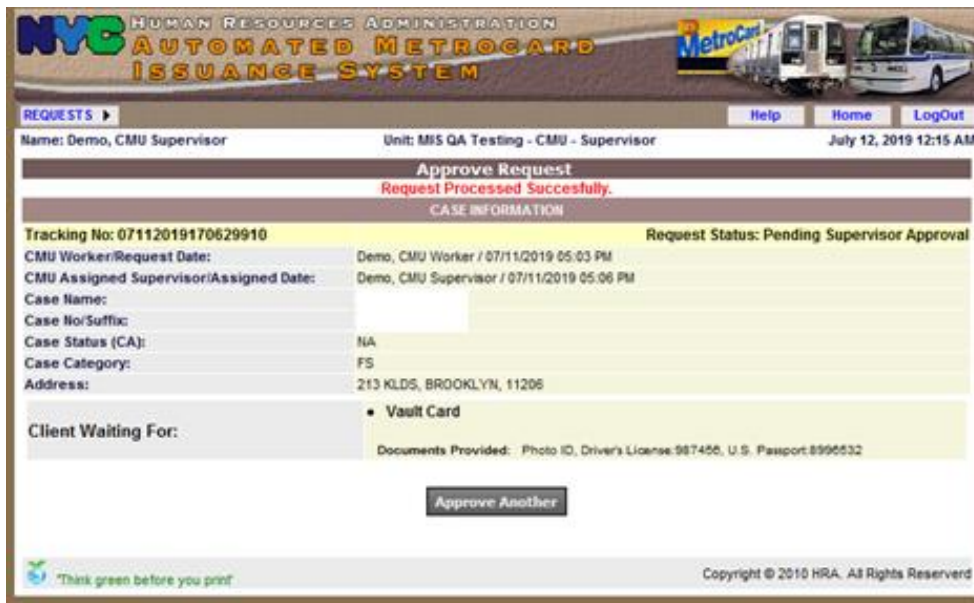 NYC HUMAN RESOURCES ADMINISTRATION
AUTOMATED METROCARD
ISSUANCE SYSTEM
MetroCard
REQUESTS
Help Home LogOut
Name: Demo, CMU Supervisor Unit: MIS QA Testing - CMU - Supervisor July 12, 2019 12:15 AM
Approve Request
Request Processed Succesfully.
CASE INFORMATION
Tracking No: 07112019170629910 Request Status: Pending Supervisor Approval
CMU Worker/Request Date: Demo, CMU Worker / 07/11/2019 05:03 PM
CMU Assigned Supervisor/Assigned Date: Demo, CMU Supervisor / 07/11/2019 05:06 PM
Case Name:
Case No/Suffix:
Case Status (CA): NA
Case Category: FS
Address: 213 KLDS, BROOKLYN, 11206
Client Waiting For: • Vault Card
Documents Provided: Photo ID, Driver's License:987456, U.S. Passport:8996532
Approve Another
"Think green before you print"
Copyright © 2010 HRA. All Rights Reserverd